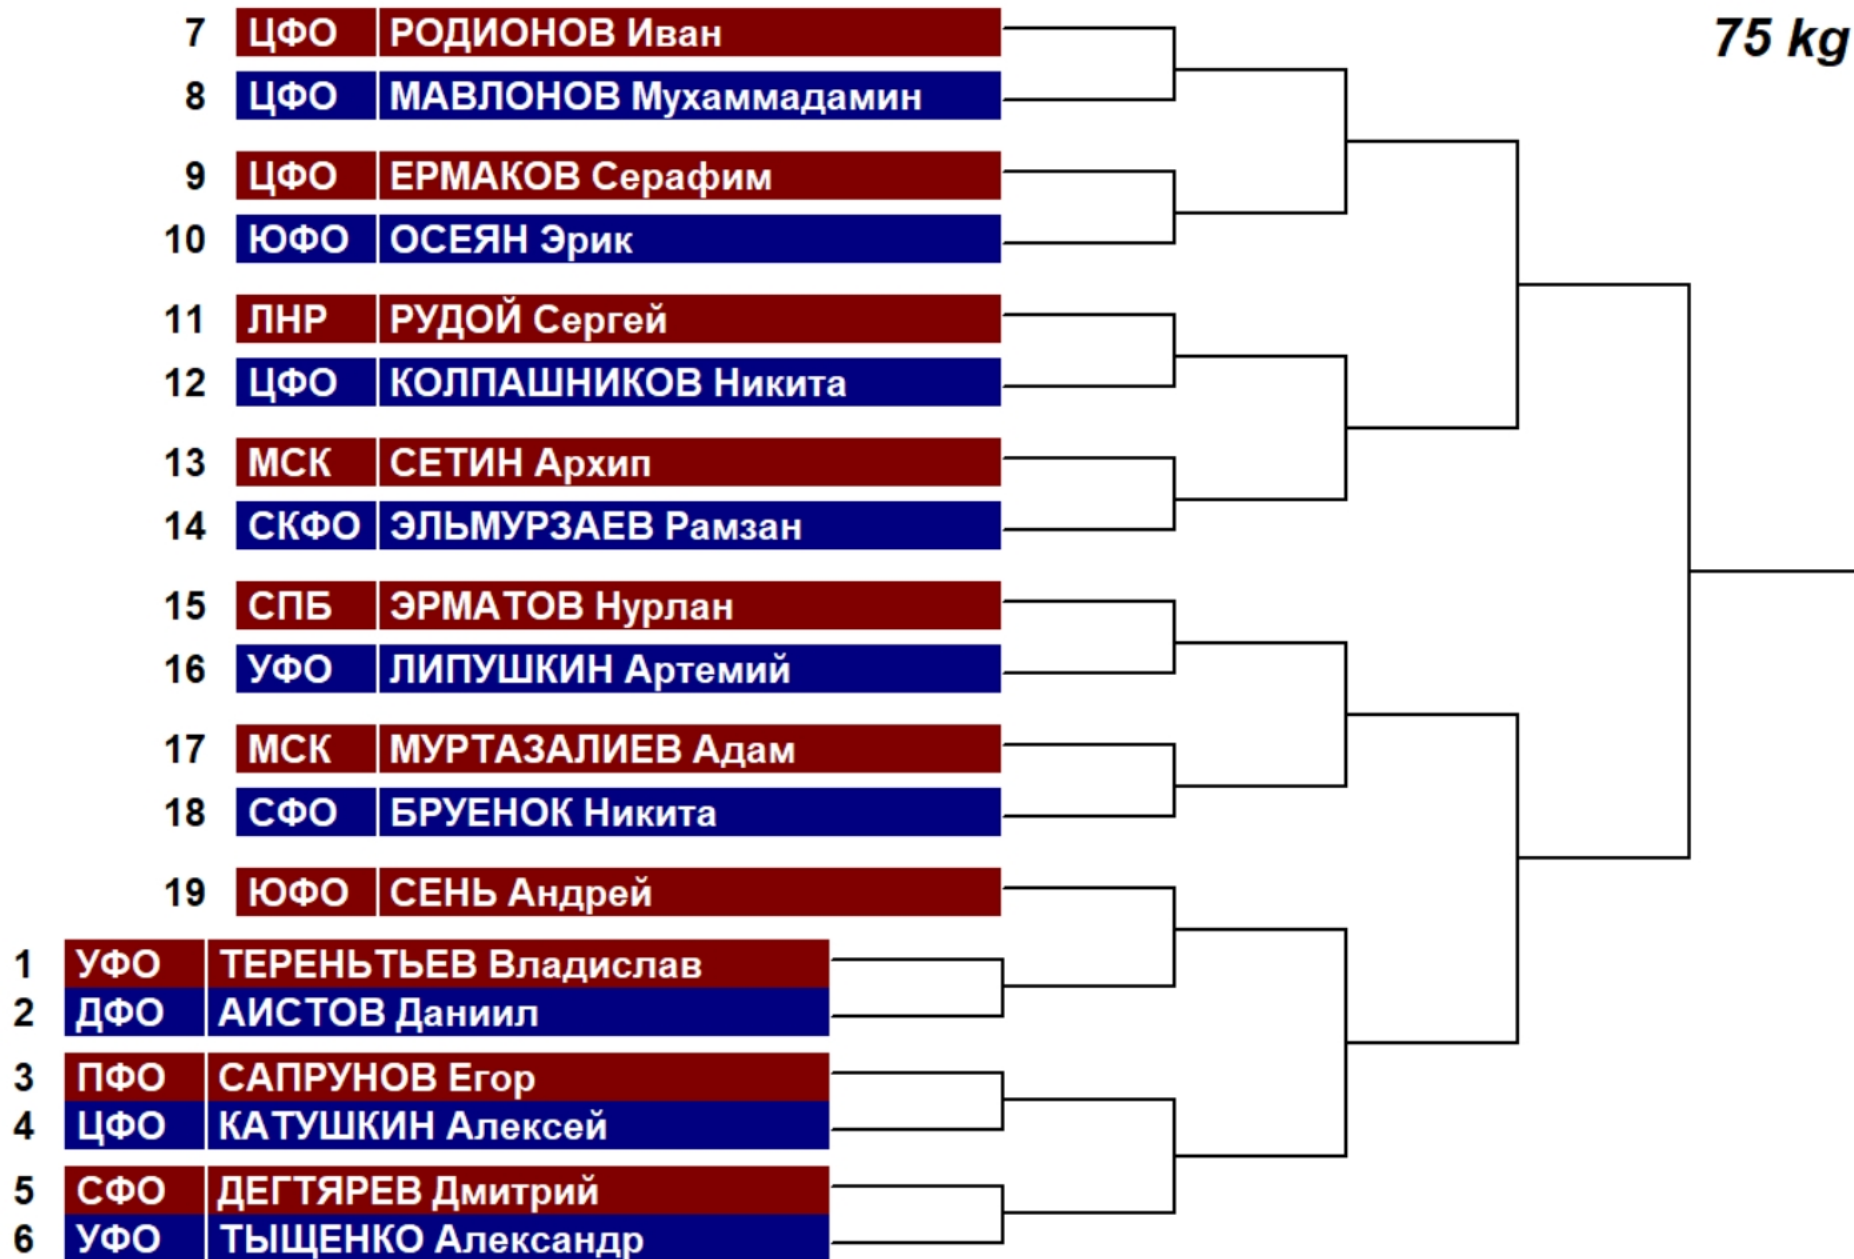 75 kg
7 ЦФО РОДИОНОВ Иван
8 ЦФО МАВЛОНОВ Мухаммадамин
9 ЦФО ЕРМАКОВ Серафим
10 ЮФО ОСЕЯН Эрик
11 ЛНР РУДОЙ Сергей
12 ЦФО КОЛПАШНИКОВ Никита
13 МСК СЕТИН Архип
14 СКФО ЭЛЬМУРЗАЕВ Рамзан
15 СПБ ЭРМАТОВ Нурлан
16 УФО ЛИПУШКИН Артемий
17 МСК МУРТАЗАЛИЕВ Адам
18 СФО БРУЕНОК Никита
19 ЮФО СЕНЬ Андрей
1 УФО ТЕРЕНЬТЬЕВ Владислав
2 ДФО АИСТОВ Даниил
3 ПФО САПРУНОВ Егор
4 ЦФО КАТУШКИН Алексей
5 СФО ДЕГТЯРЕВ Дмитрий
6 УФО ТЫЩЕНКО Александр